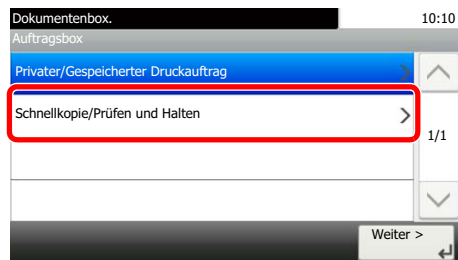 Dokumentenbox.
10:10
Auftragsbox
Privater/Gespeicherter Druckauftrag
Schnellkopie/Prüfen und Halten
1/1
Weiter >